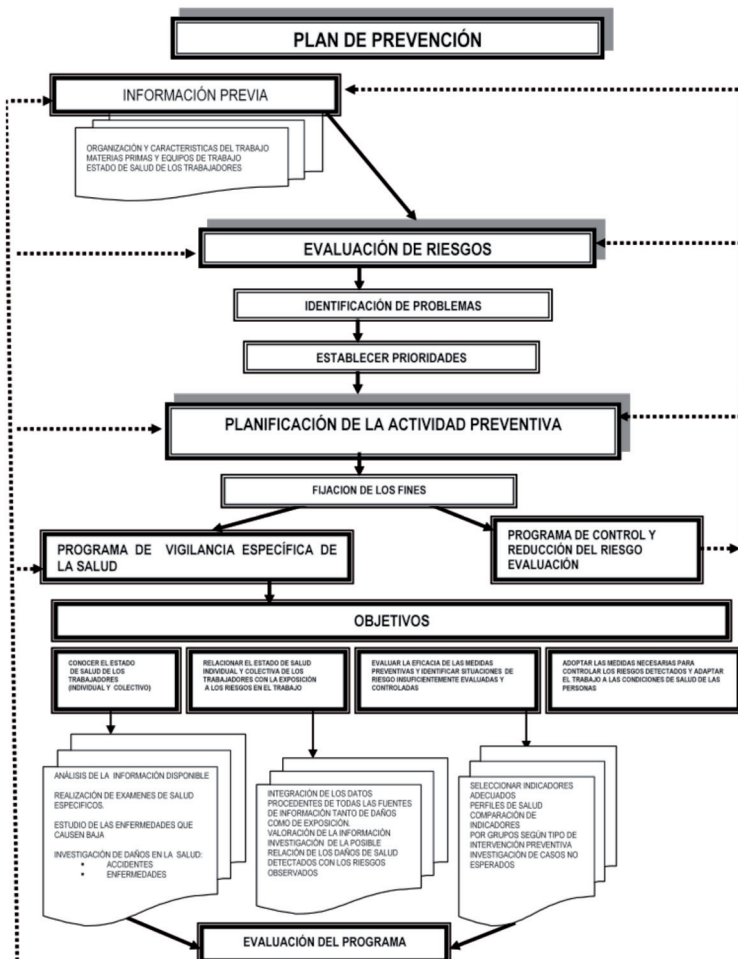 PLAN DE PREVENCIÓN
INFORMACIÓN PREVIA
ORGANIZACIÓN Y CARACTERISTICAS DEL TRABAJO
MATERIAS PRIMAS Y EQUIPOS DE TRABAJO
ESTADO DE SALUD DE LOS TRABAJADORES
EVALUACIÓN DE RIESGOS
IDENTIFICACIÓN DE PROBLEMAS
ESTABLECER PRIORIDADES
PLANIFICACIÓN DE LA ACTIVIDAD PREVENTIVA
FIJACION DE LOS FINES
PROGRAMA DE VIGILANCIA ESPECÍFICA DE
LA SALUD
PROGRAMA DE CONTROL Y
REDUCCIÓN DEL RIESGO
EVALUACIÓN
OBJETIVOS
CONOCER EL ESTADO
DE SALUD DE LOS
TRABAJADORES
(INDIVIDUAL Y COLECTIVO)
RELACIONAR EL ESTADO DE SALUD
INDIVIDUAL Y COLECTIVA DE LOS
TRABAJADORES CON LA EXPOSICIÓN
A LOS RIESGOS EN EL TRABAJO
EVALUAR LA EFICACIA DE LAS MEDIDAS
PREVENTIVAS Y IDENTIFICAR SITUACIONES DE
RIESGO INSUFICIENTEMENTE EVALUADAS Y
CONTROLADAS
ADOPTAR LAS MEDIDAS NECESARIAS PARA
CONTROLAR LOS RIESGOS DETECTADOS Y ADAPTAR
EL TRABAJO A LAS CONDICIONES DE SALUD DE LAS
PERSONAS
ANÁLISIS DE LA INFORMACIÓN DISPONIBLE
REALIZACIÓN DE EXAMENES DE SALUD
ESPECIFICOS.
ESTUDIO DE LAS ENFERMEDADES QUE
CAUSEN BAJA
INVESTIGACIÓN DE DAÑOS EN LA SALUD:
• ACCIDENTES
• ENFERMEDADES
INTEGRACIÓN DE LOS DATOS
PROCEDENTES DE TODAS LAS FUENTES
DE INFORMACIÓN TANTO DE DAÑOS
COMO DE EXPOSICIÓN.
VALORACIÓN DE LA INFORMACIÓN
INVESTIGACIÓN DE LA POSIBLE
RELACIÓN DE LOS DAÑOS DE SALUD
DETECTADOS CON LOS RIESGOS
OBSERVADOS
SELECCIONAR INDICADORES
ADECUADOS
PERFILES DE SALUD
COMPARACIÓN DE
INDICADORES
POR GRUPOS SEGÚN TIPO DE
INTERVENCIÓN PREVENTIVA
INVESTIGACIÓN DE CASOS NO
ESPERADOS
EVALUACIÓN DEL PROGRAMA